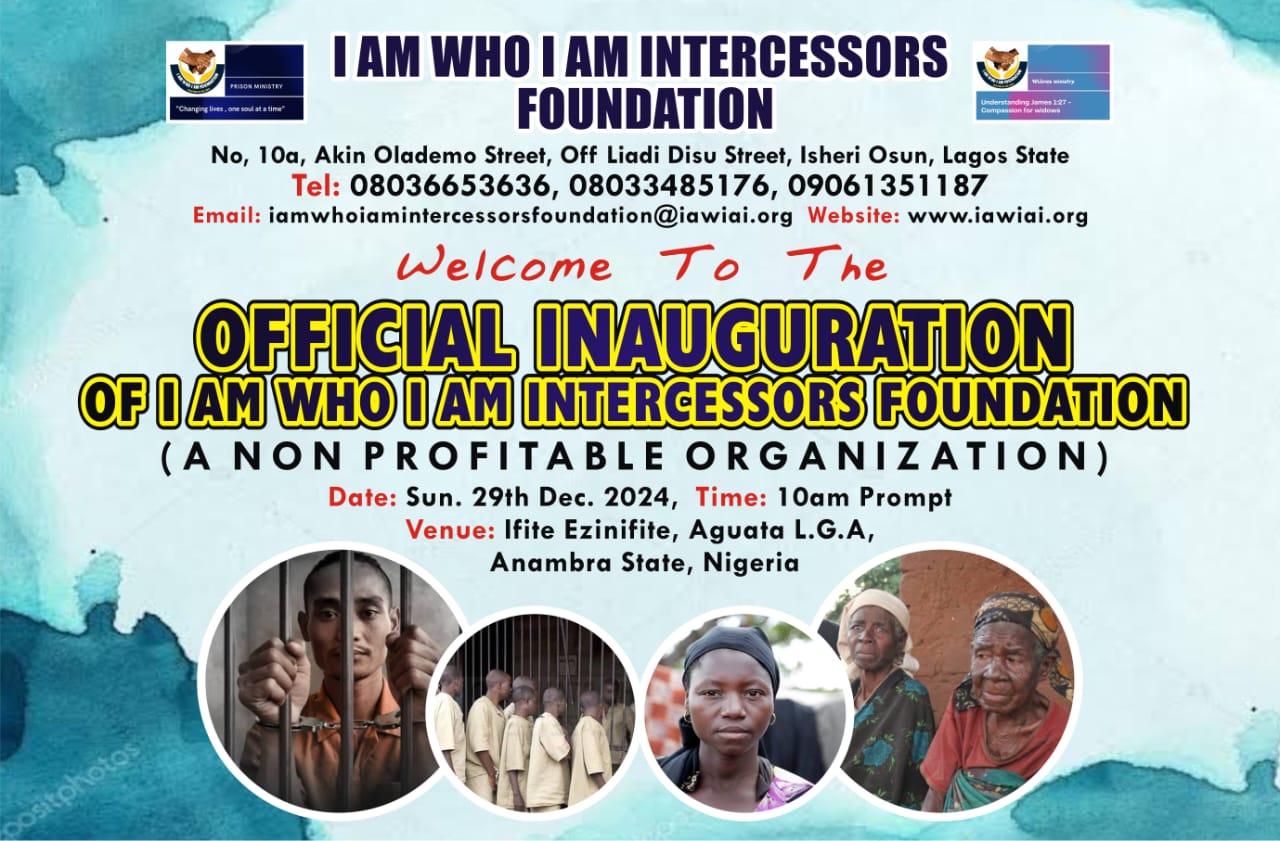 I AM WHO I AM INTERCESSORS
FOUNDATION
PRISON MINISTRY
"Changing lives , one soul at a time"
Widows ministry
Understanding James 1:27 –
Compassion for widows
No, 10a, Akin Olademo Street, Off Liadi Disu Street, Isheri Osun, Lagos State
Tel: 08036653636, 08033485176, 09061351187
Email: iamwhoiamintercessorsfoundation@iawiai.org Website: www.iawiai.org
Welcome To The
OFFICIAL INAUGURATION
OF I AM WHO I AM INTERCESSORS FOUNDATION
(A NON PROFITABLE ORGANIZATION)
Date: Sun. 29th Dec. 2024, Time: 10am Prompt
Venue: Ifite Ezinifite, Aguata L.G.A,
Anambra State, Nigeria